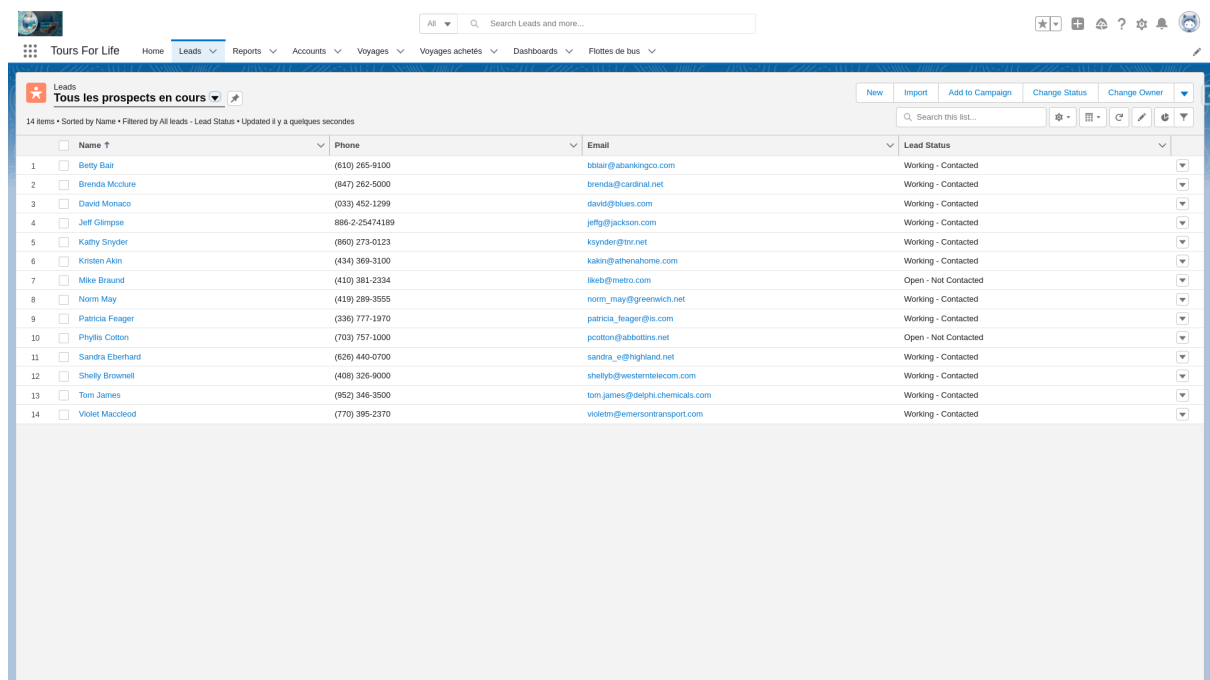 All Search Leads and more...
Tours For Life Home Leads Reports Accounts Voyages Voyages achetés Dashboards Flottes de bus
Leads
Tous les prospects en cours
New Import Add to Campaign Change Status Change Owner
14 items • Sorted by Name • Filtered by All leads - Lead Status • Updated il y a quelques secondes
Search this list...
Name ↑ Phone Email Lead Status
1 Betty Bair (610) 265-9100 bblair@abankingco.com Working - Contacted
2 Brenda Mcclure (847) 262-5000 brenda@cardinal.net Working - Contacted
3 David Monaco (033) 452-1299 david@blues.com Working - Contacted
4 Jeff Glimpse 886-2-25474189 jeffg@jackson.com Working - Contacted
5 Kathy Snyder (860) 273-0123 ksynder@tnr.net Working - Contacted
6 Kristen Akin (434) 369-3100 kakin@athenahome.com Working - Contacted
7 Mike Braund (410) 381-2334 likeb@metro.com Open - Not Contacted
8 Norm May (419) 289-3555 norm_may@greenwich.net Working - Contacted
9 Patricia Feager (336) 777-1970 patricia_feager@is.com Working - Contacted
10 Phyllis Cotton (703) 757-1000 pcotton@abbottins.net Open - Not Contacted
11 Sandra Eberhard (626) 440-0700 sandra_e@highland.net Working - Contacted
12 Shelly Brownell (408) 326-9000 shellyb@westerntelecom.com Working - Contacted
13 Tom James (952) 346-3500 tom.james@delphi.chemicals.com Working - Contacted
14 Violet Maccleod (770) 395-2370 violetm@emersontransport.com Working - Contacted